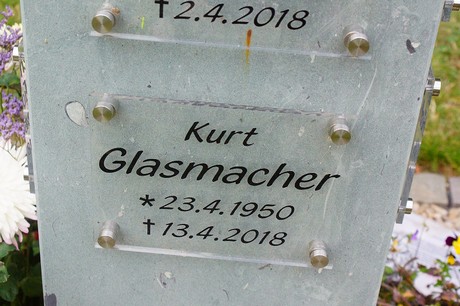 †2.4.2018
Kurt
Glasmacher
*23.4.1950
†13.4.2018